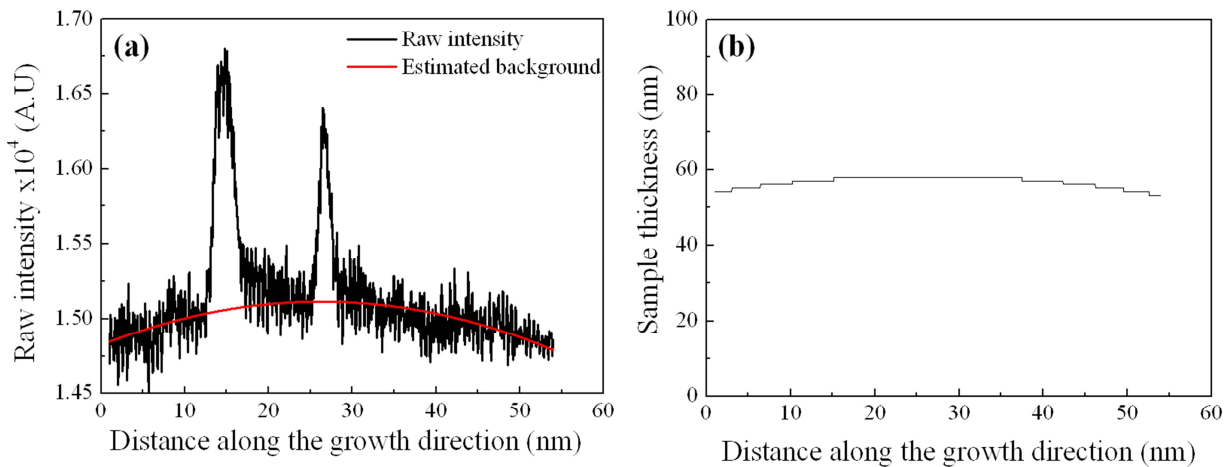 1.70
(a)
Raw intensity
Estimated background
1.65
1.60
1.55
1.50
1.45
Raw intensity x10⁴ (A.U)
0 10 20 30 40 50 60
Distance along the growth direction (nm)
100
(b)
80
60
40
20
0
Sample thickness (nm)
0 10 20 30 40 50 60
Distance along the growth direction (nm)